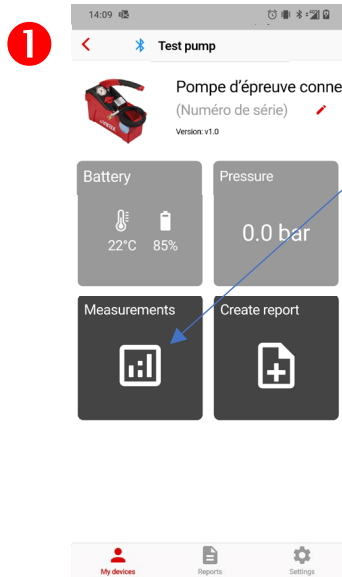 1
14:09
Test pump
Pompe d'épreuve conne
(Numéro de série)
Version: v1.0
Battery
Pressure
22°C 85%
0.0 bar
Measurements
Create report
My devices
Reports
Settings